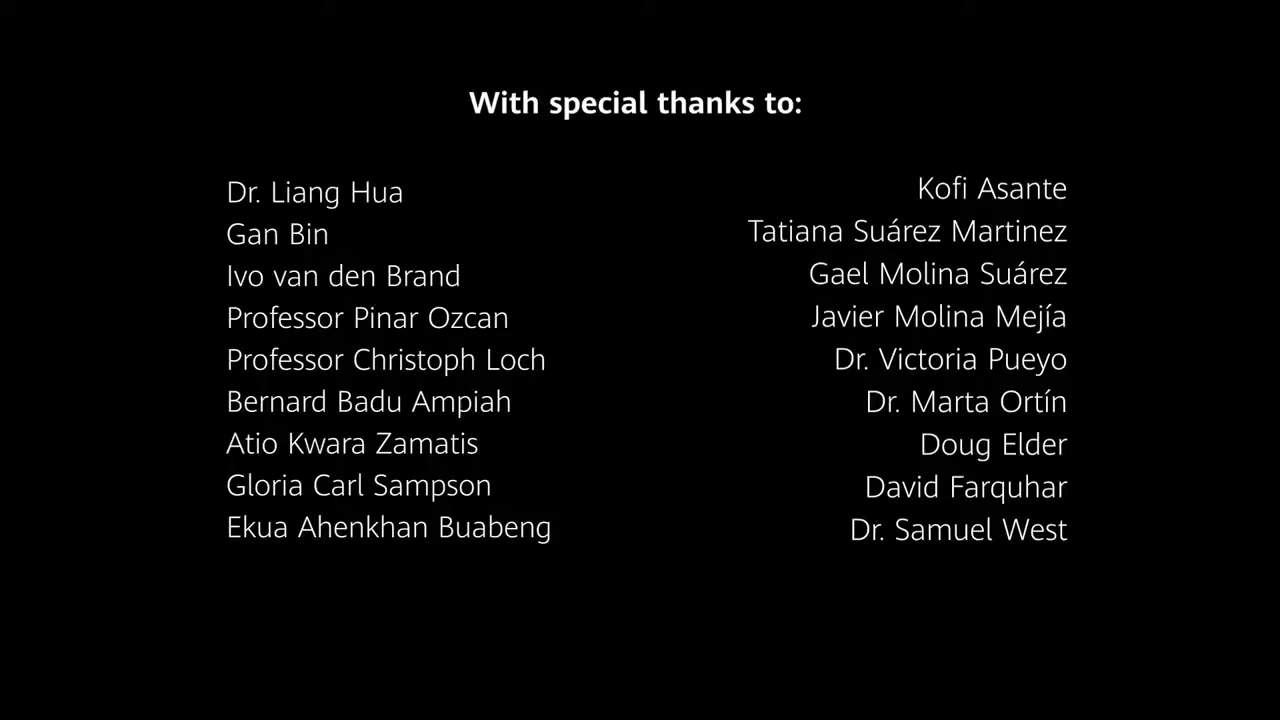 With special thanks to:
Dr. Liang Hua
Gan Bin
Ivo van den Brand
Professor Pinar Ozcan
Professor Christoph Loch
Bernard Badu Ampiah
Atio Kwara Zamatis
Gloria Carl Sampson
Ekua Ahenkhan Buabeng
Kofi Asante
Tatiana Suárez Martinez
Gael Molina Suárez
Javier Molina Mejía
Dr. Victoria Pueyo
Dr. Marta Ortín
Doug Elder
David Farquhar
Dr. Samuel West